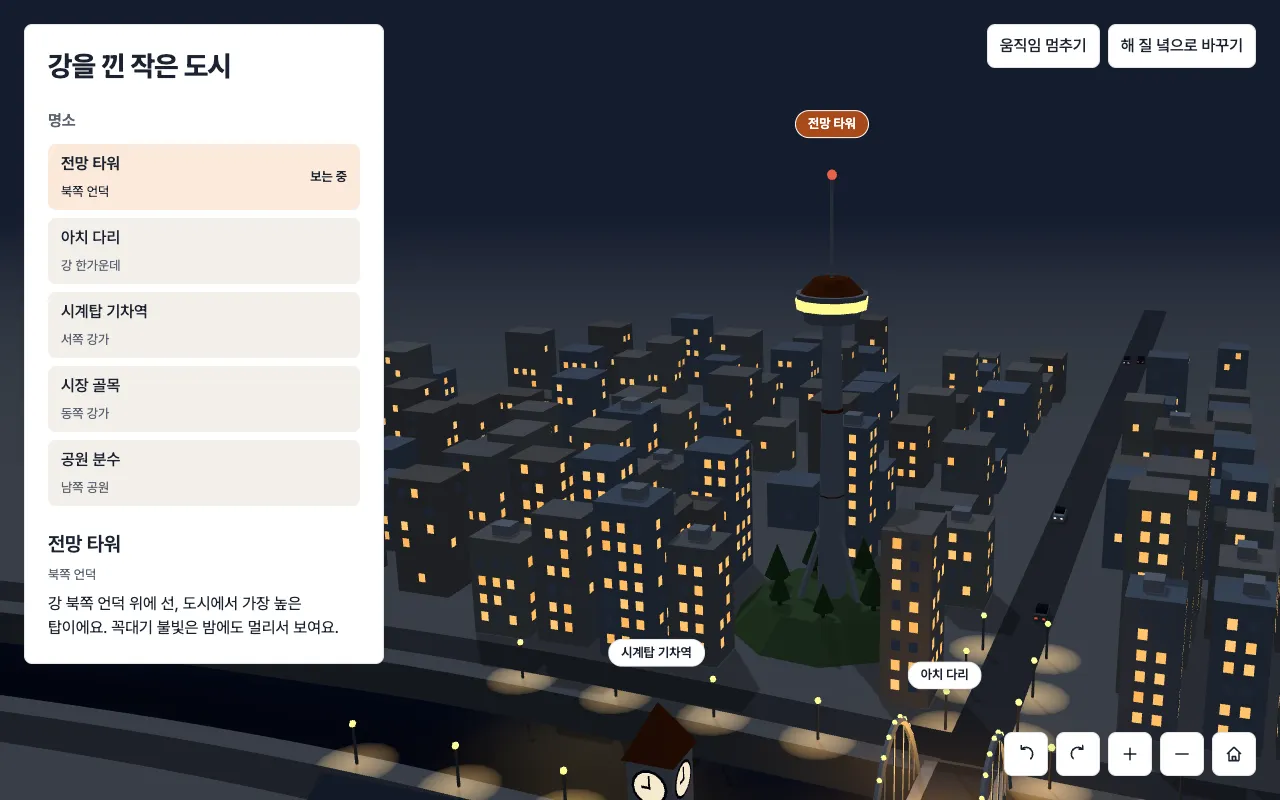 강을 낀 작은 도시
명소
전망 타워
북쪽 언덕
보는 중
아치 다리
강 한가운데
시계탑 기차역
서쪽 강가
시장 골목
동쪽 강가
공원 분수
남쪽 공원
전망 타워
북쪽 언덕
강 북쪽 언덕 위에 선, 도시에서 가장 높은
탑이에요. 꼭대기 불빛은 밤에도 멀리서 보여요.
움직임 멈추기
해 질 녘으로 바꾸기
전망 타워
시계탑 기차역
아치 다리